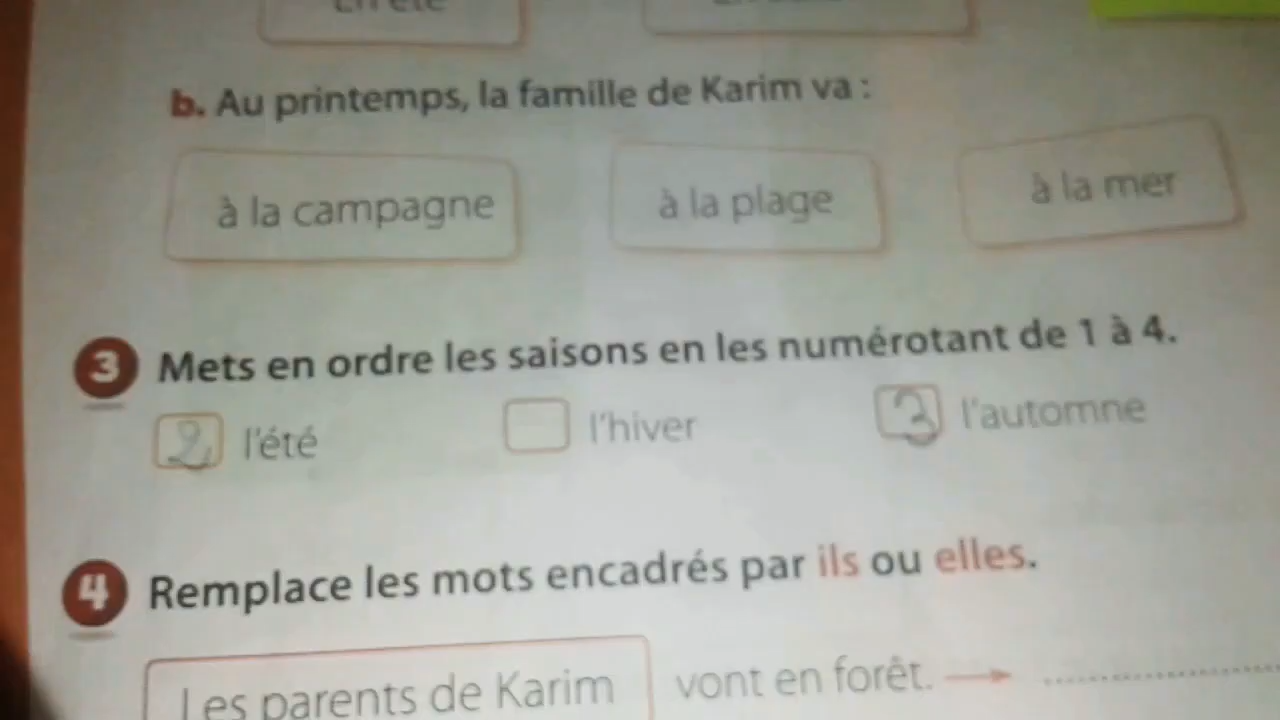 en été
b. Au printemps, la famille de Karim va :
à la campagne à la plage à la mer
3 Mets en ordre les saisons en les numérotant de 1 à 4.
2 l'été l'hiver 3 l'automne
4 Remplace les mots encadrés par ils ou elles.
Les parents de Karim vont en forêt.